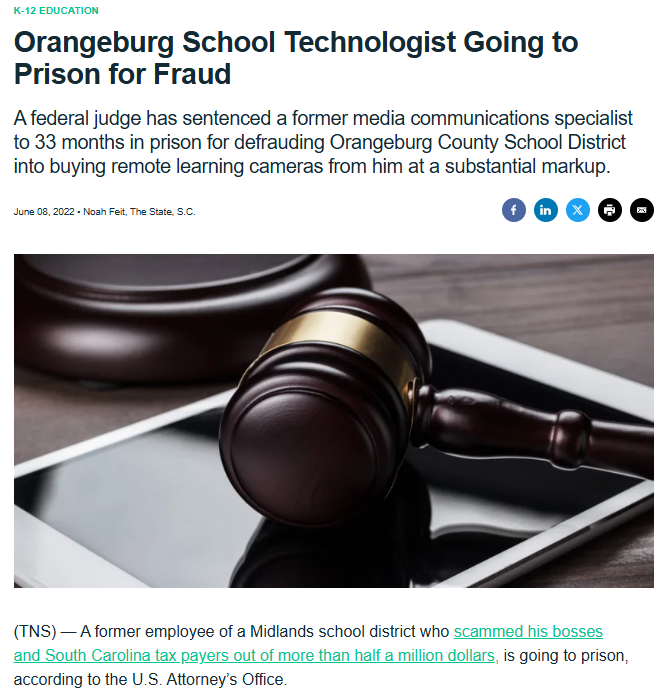 K-12 EDUCATION
Orangeburg School Technologist Going to
Prison for Fraud
A federal judge has sentenced a former media communications specialist
to 33 months in prison for defrauding Orangeburg County School District
into buying remote learning cameras from him at a substantial markup.
June 08, 2022 • Noah Feit, The State, S.C.
(TNS) — A former employee of a Midlands school district who scammed his bosses
and South Carolina tax payers out of more than half a million dollars, is going to prison,
according to the U.S. Attorney’s Office.